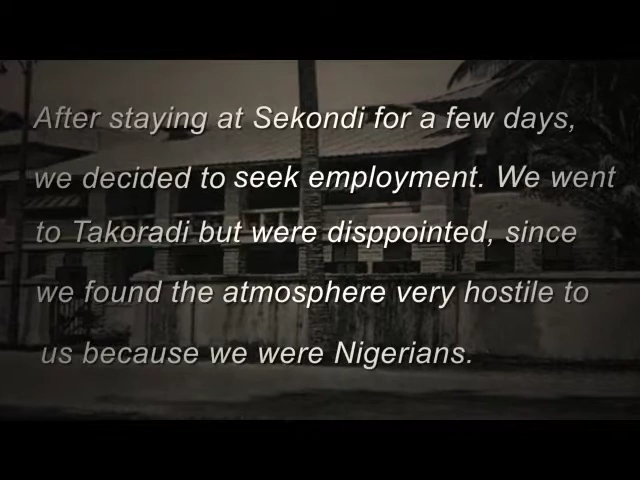 After staying at Sekondi for a few days,
we decided to seek employment. We went
to Takoradi but were disppointed, since
we found the atmosphere very hostile to
us because we were Nigerians.